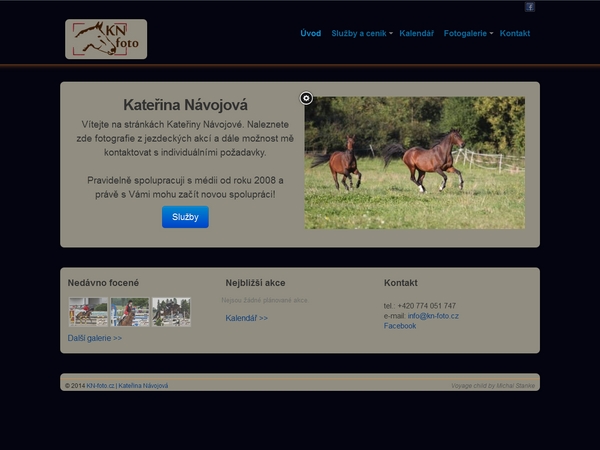 KN
foto
Úvod Služby a ceník Kalendář Fotogalerie Kontakt
Kateřina Návojová
Vítejte na stránkách Kateřiny Návojové. Naleznete
zde fotografie z jezdeckých akcí a dále možnost mě
kontaktovat s individuálními požadavky.
Pravidelně spolupracuji s médii od roku 2008 a
právě s Vámi mohu začít novou spolupráci!
Služby
Nedávno focené
Další galerie >>
Nejbližší akce
Nejsou žádné plánované akce
Kalendář >>
Kontakt
tel.: +420 774 051 747
e-mail: info@kn-foto.cz
Facebook
© 2014 KN-foto.cz | Kateřina Návojová
Voyage child by Michal Staněk